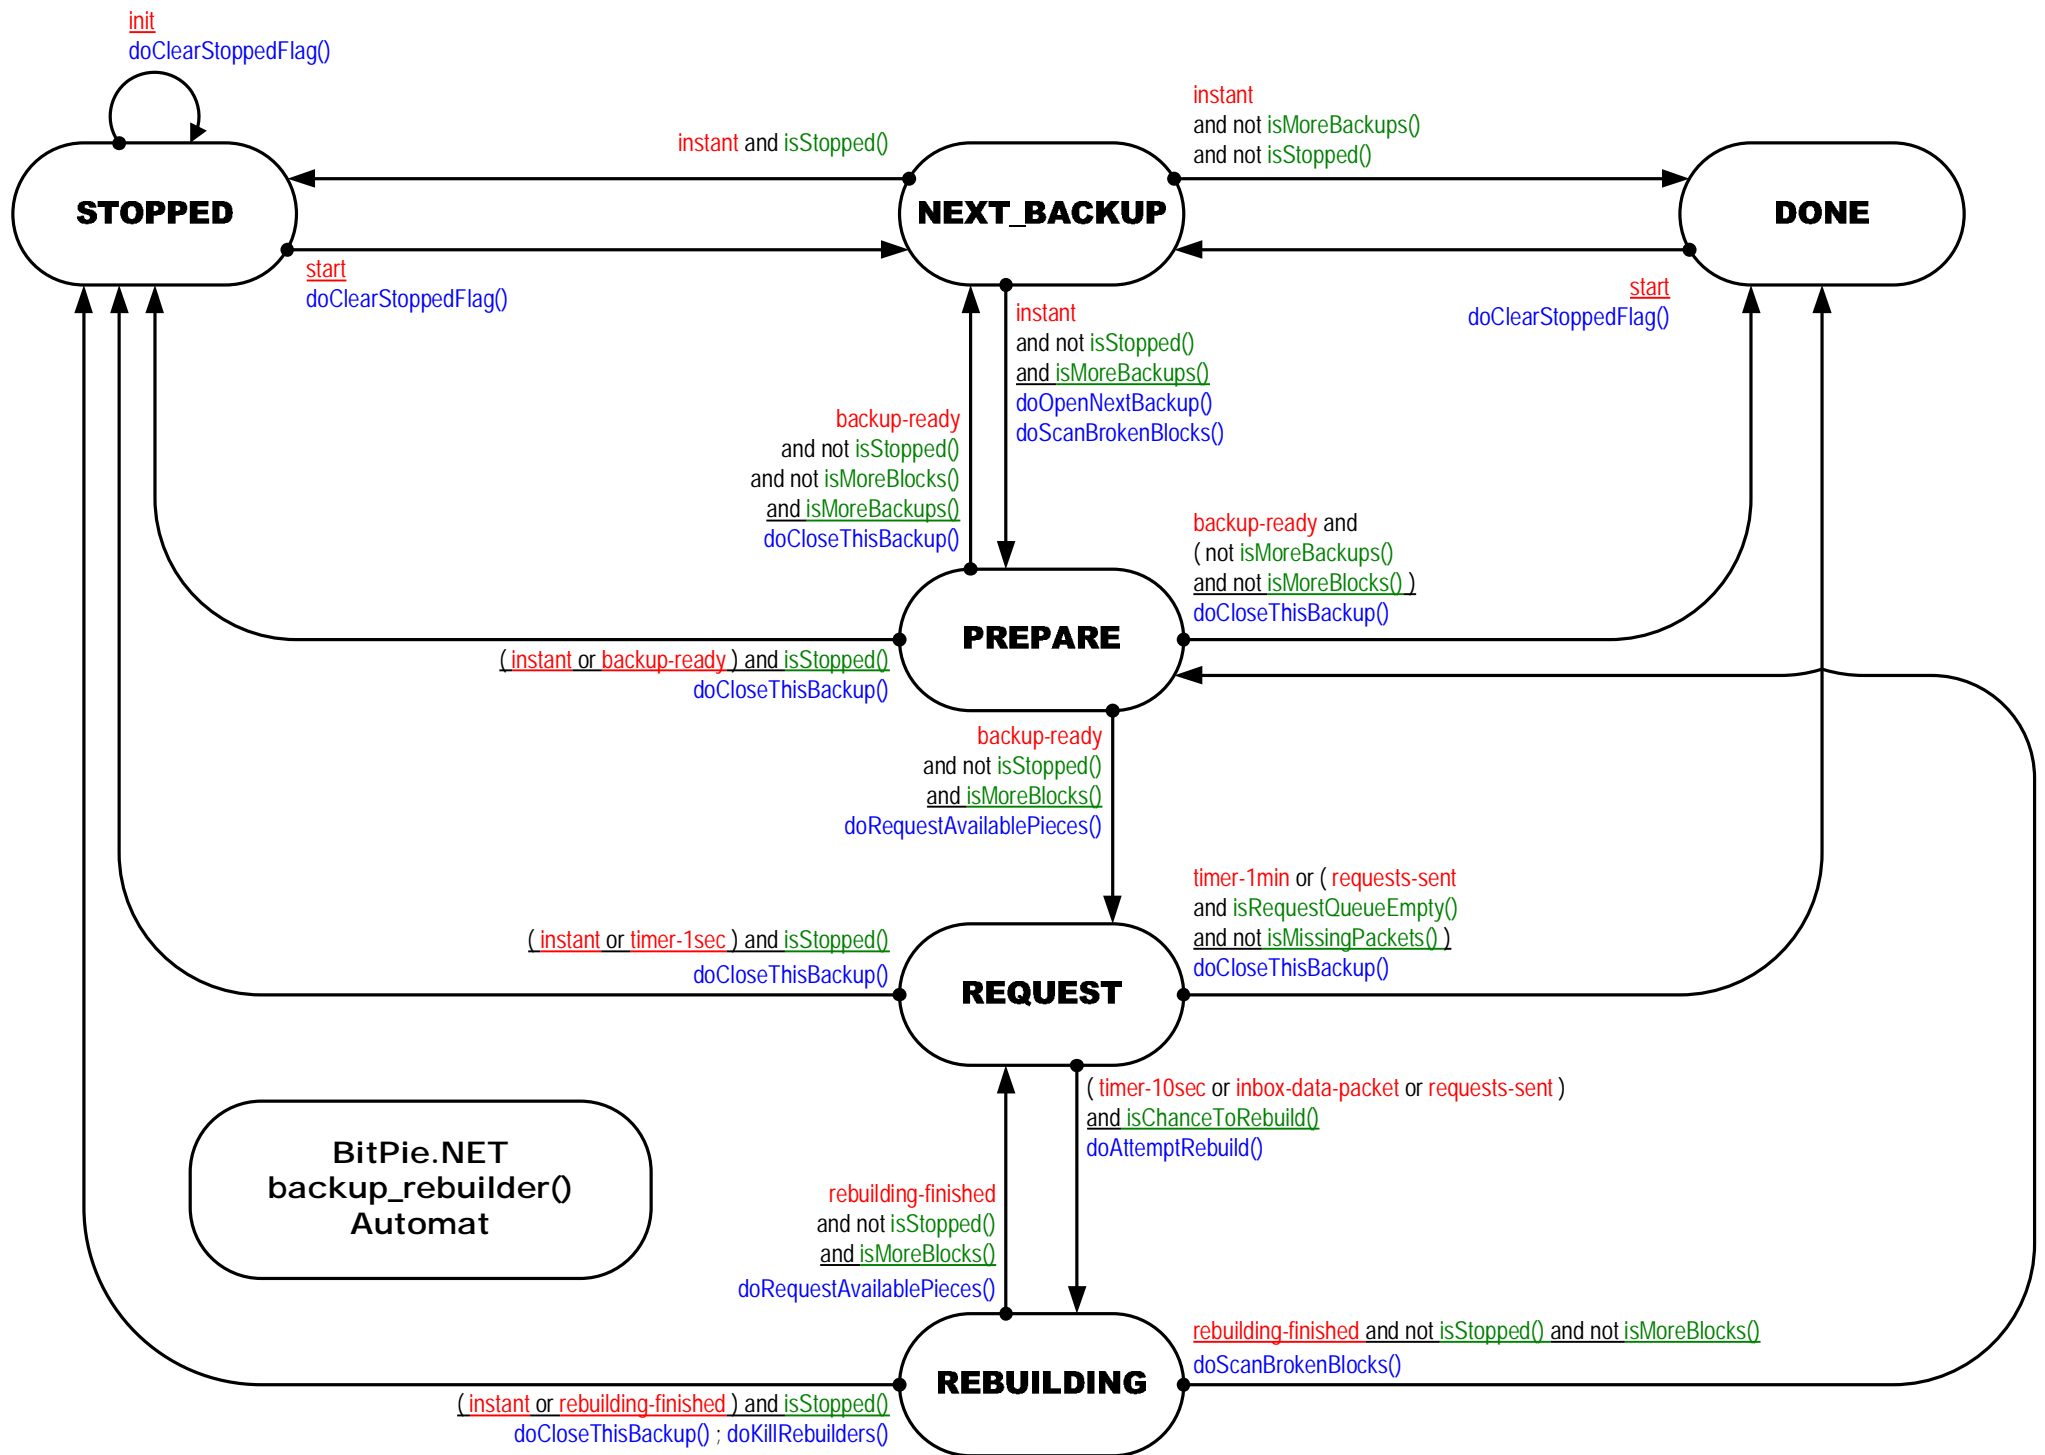 init
doClearStoppedFlag()
instant and isStopped()
instant
and not isMoreBackups()
and not isStopped()
STOPPED
NEXT_BACKUP
DONE
start
doClearStoppedFlag()
start
doClearStoppedFlag()
instant
and not isStopped()
and isMoreBackups()
doOpenNextBackup()
doScanBrokenBlocks()
backup-ready
and not isStopped()
and not isMoreBlocks()
and isMoreBackups()
doCloseThisBackup()
backup-ready and
( not isMoreBackups()
and not isMoreBlocks() )
doCloseThisBackup()
PREPARE
( instant or backup-ready ) and isStopped()
doCloseThisBackup()
backup-ready
and not isStopped()
and isMoreBlocks()
doRequestAvailablePieces()
timer-1min or ( requests-sent
and isRequestQueueEmpty()
and not isMissingPackets() )
doCloseThisBackup()
( instant or timer-1sec ) and isStopped()
doCloseThisBackup()
REQUEST
( timer-10sec or inbox-data-packet or requests-sent )
and isChanceToRebuild()
doAttemptRebuild()
BitPie.NET
backup_rebuilder()
Automat
rebuilding-finished
and not isStopped()
and isMoreBlocks()
doRequestAvailablePieces()
rebuilding-finished and not isStopped() and not isMoreBlocks()
doScanBrokenBlocks()
REBUILDING
( instant or rebuilding-finished ) and isStopped()
doCloseThisBackup() ; doKillRebuilders()